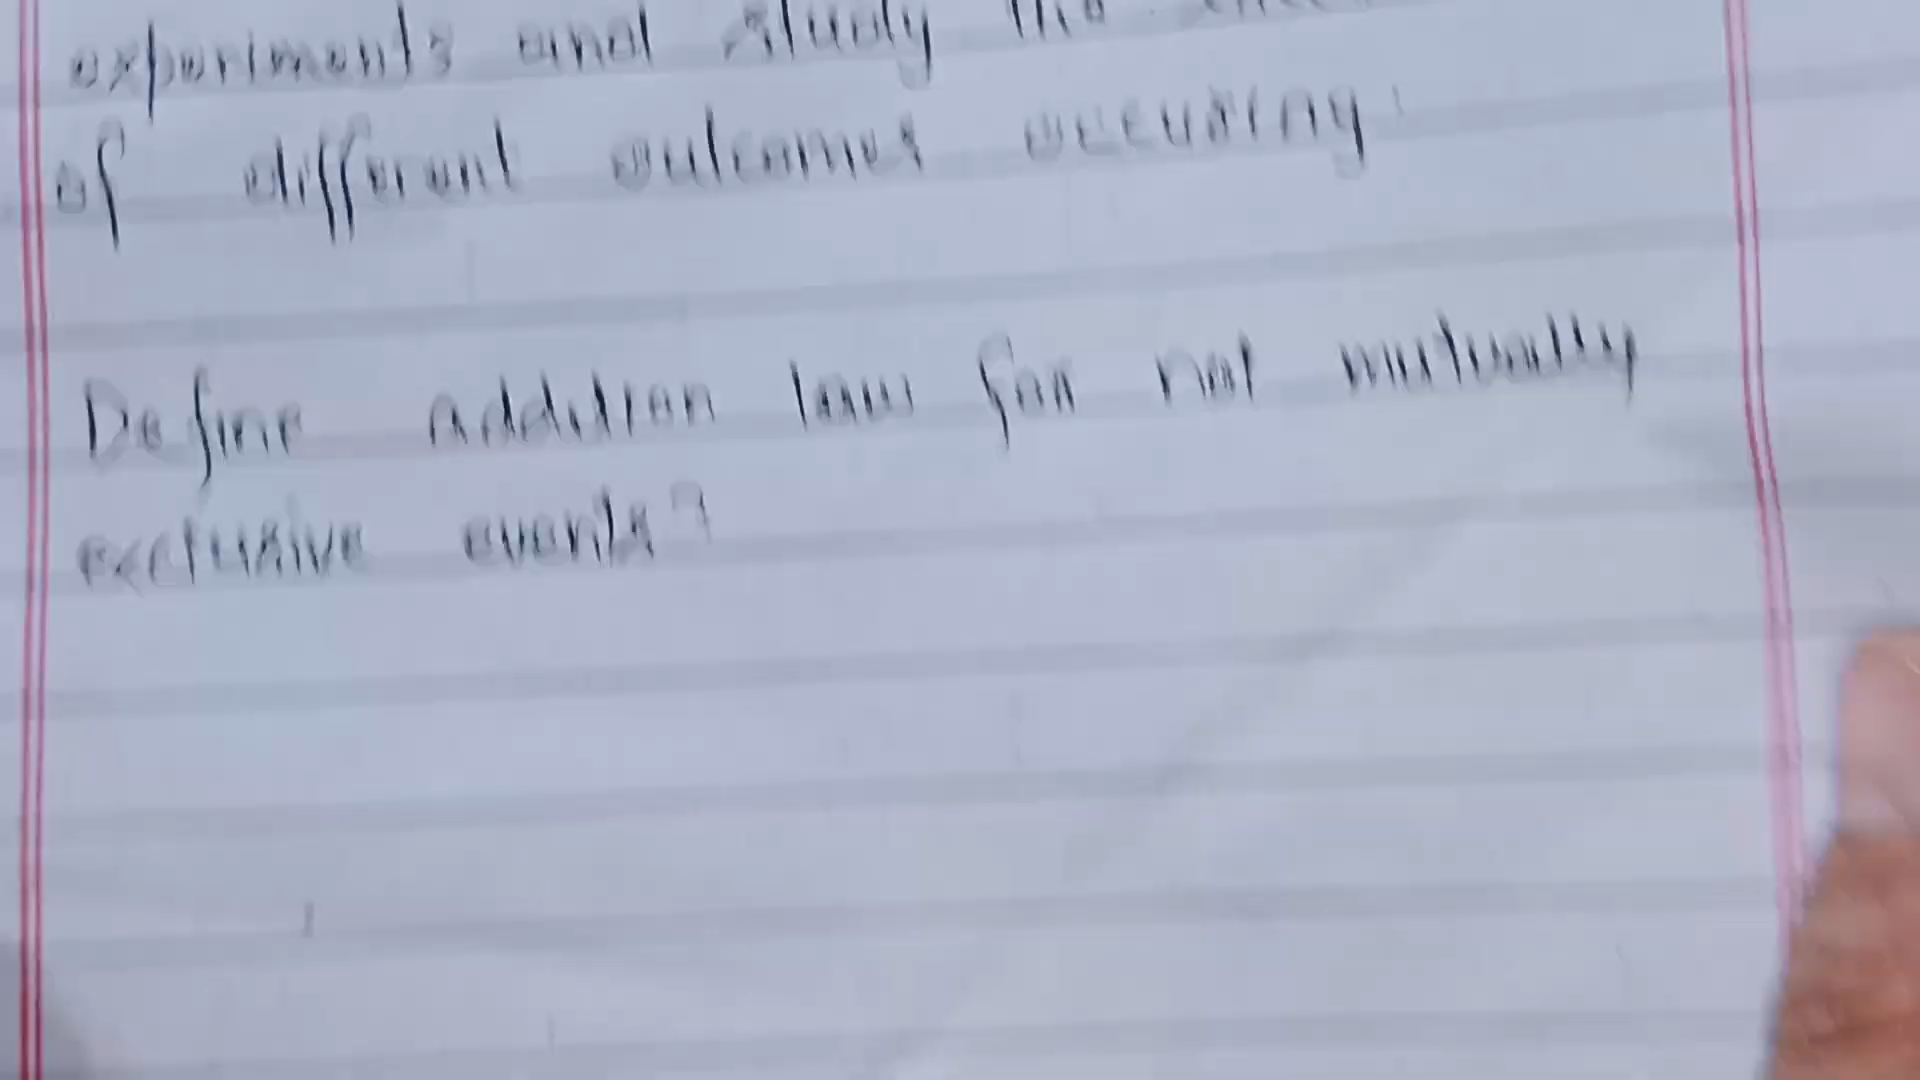 experiments and study the
of different outcomes occuring.
Define Addition law for not mutually
exclusive events?